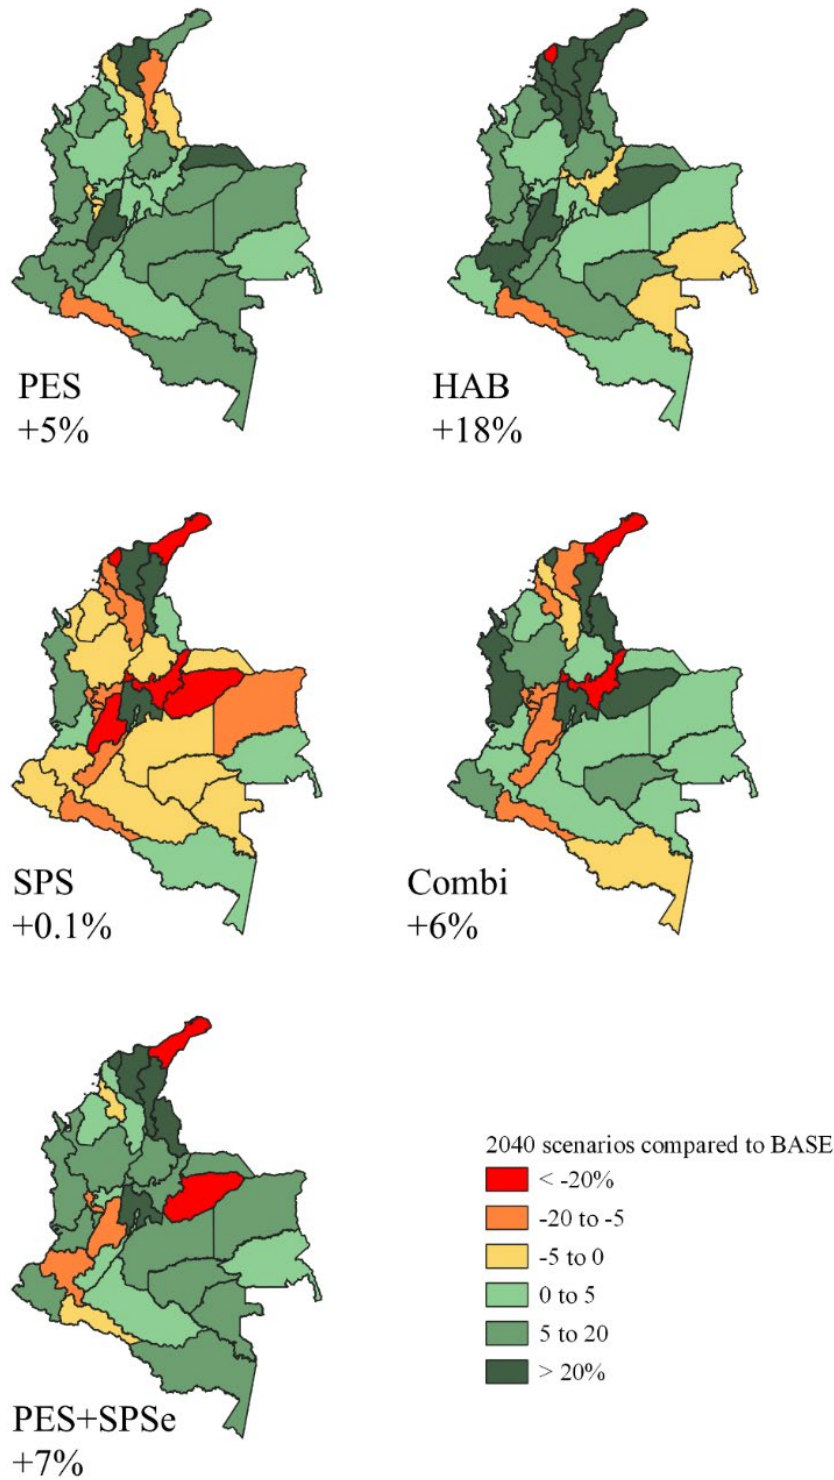 PES
+5%
HAB
+18%
SPS
+0.1%
Combi
+6%
PES+SPSe
+7%
2040 scenarios compared to BASE
< -20%
-20 to -5
-5 to 0
0 to 5
5 to 20
> 20%